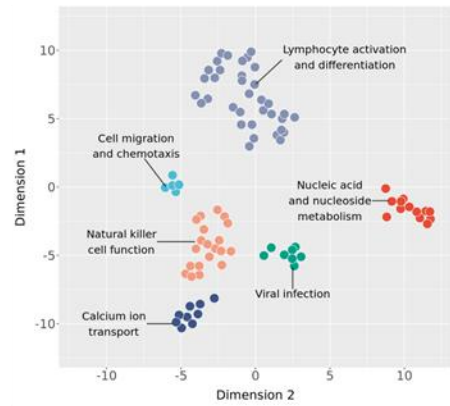 10
5
0
-5
-10
Dimension 1
Lymphocyte activation
and differentiation
Cell migration
and chemotaxis
Nucleic acid
and nucleoside
metabolism
Natural killer
cell function
Viral infection
Calcium ion
transport
-10
-5
0
5
10
Dimension 2